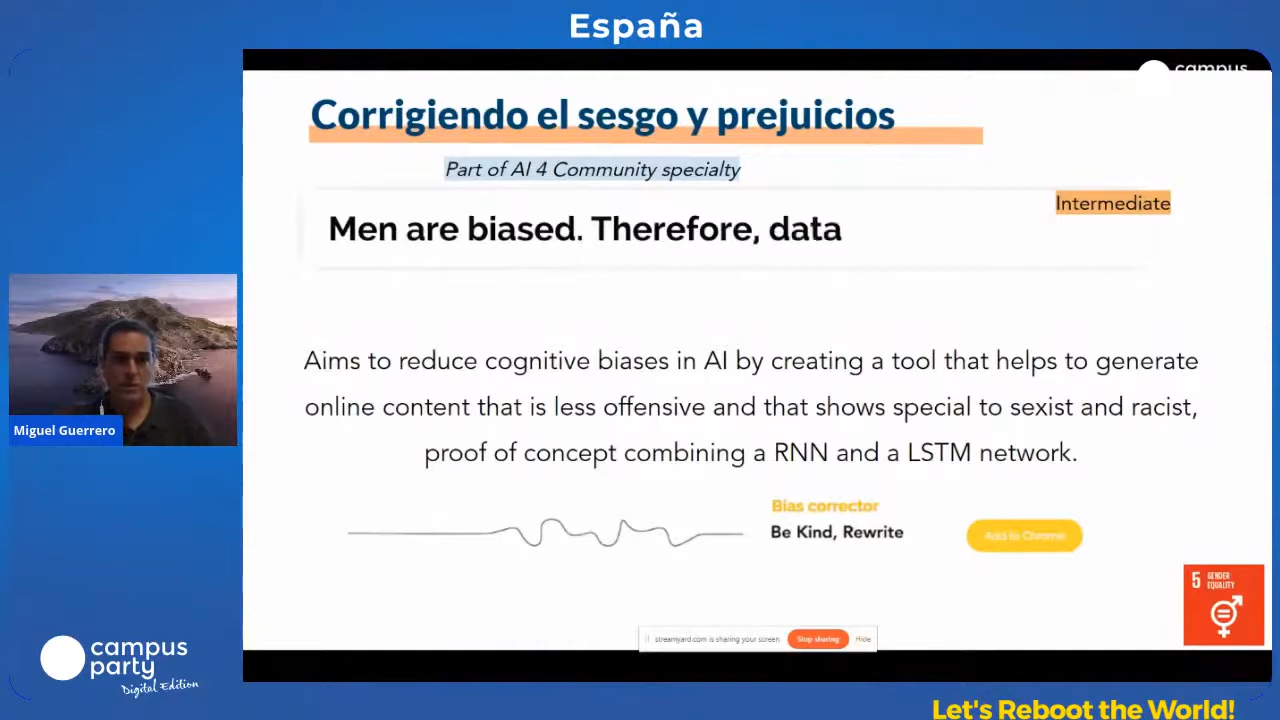 España
campus
Corrigiendo el sesgo y prejuicios
Part of AI 4 Community specialty
Intermediate
Men are biased. Therefore, data
Aims to reduce cognitive biases in AI by creating a tool that helps to generate
online content that is less offensive and that shows special to sexist and racist,
proof of concept combining a RNN and a LSTM network.
Bias corrector
Be Kind, Rewrite
Add to Chrome
5 GENDER
EQUALITY
Miguel Guerrero
streamyard.com is sharing your screen.
Stop sharing
Hide
campus
party
Digital Edition
Let's Reboot the World!